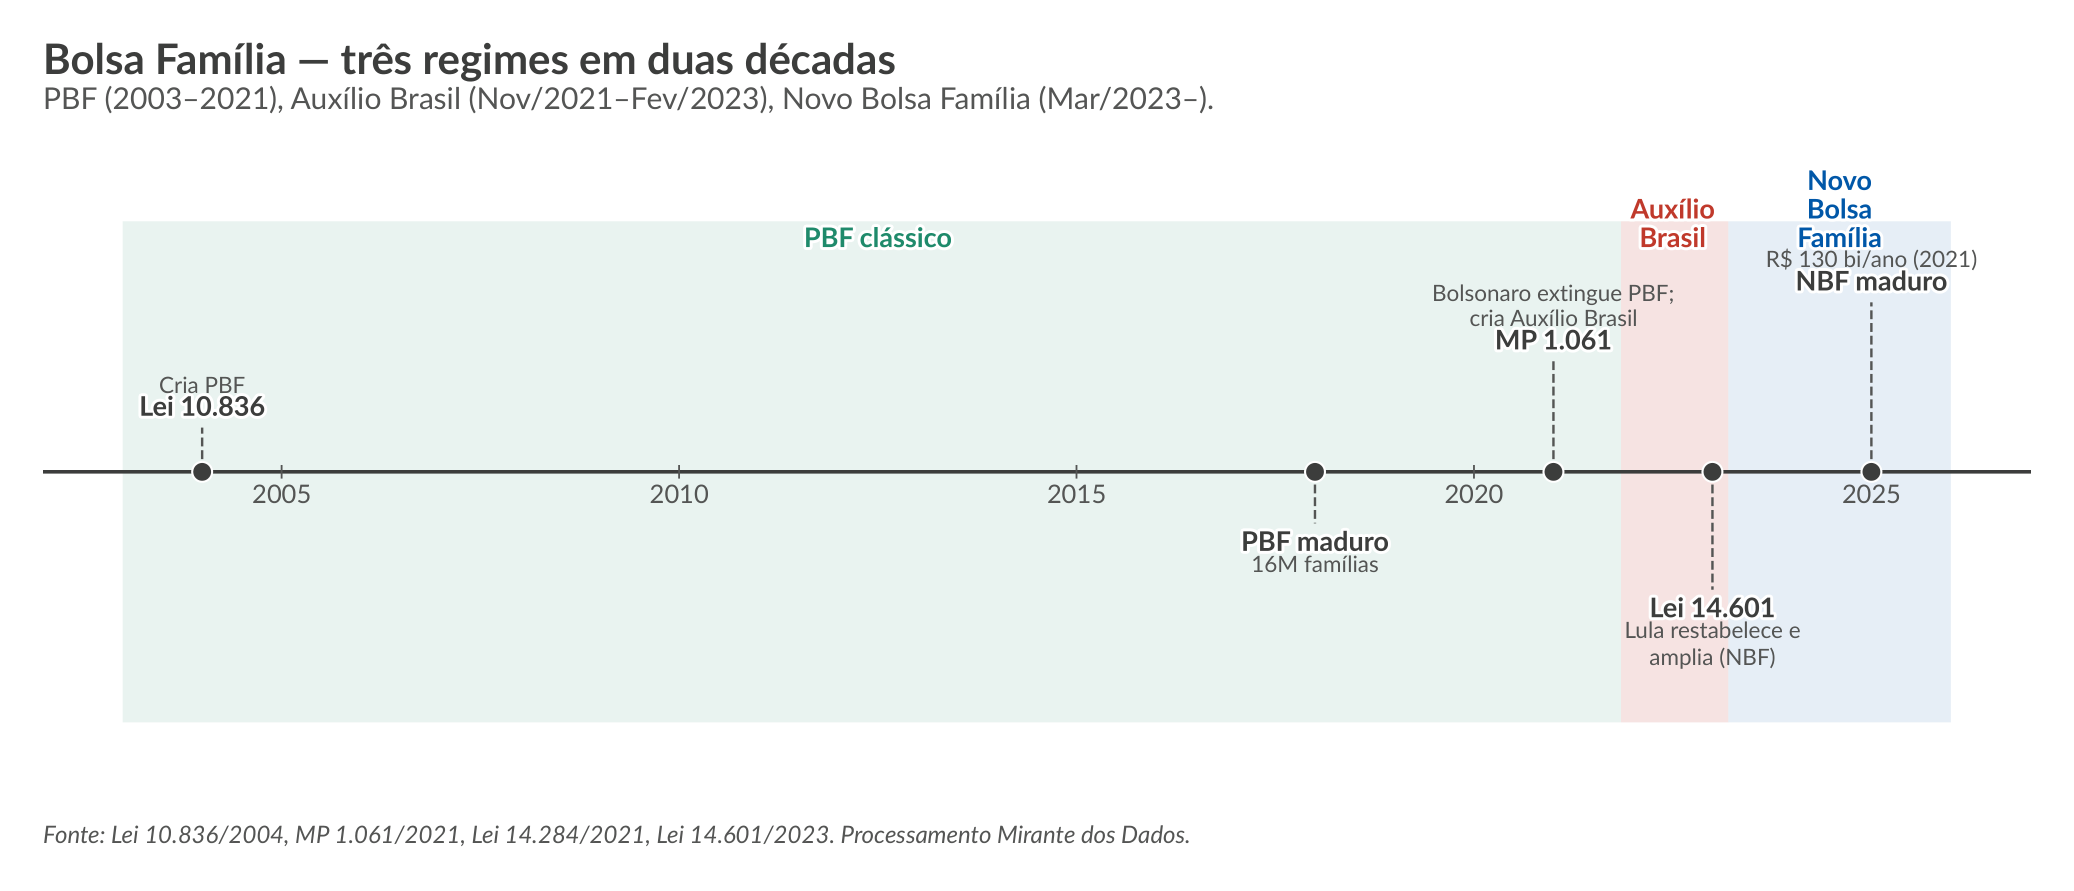 Bolsa Família — três regimes em duas décadas
PBF (2003–2021), Auxílio Brasil (Nov/2021–Fev/2023), Novo Bolsa Família (Mar/2023–).
PBF clássico
Auxílio
Brasil
Novo
Bolsa
Família
R$ 130 bi/ano (2021)
NBF maduro
Bolsonaro extingue PBF;
cria Auxílio Brasil
MP 1.061
Cria PBF
Lei 10.836
2005
2010
2015
2020
2025
PBF maduro
16M famílias
Lei 14.601
Lula restabelece e
amplia (NBF)
Fonte: Lei 10.836/2004, MP 1.061/2021, Lei 14.284/2021, Lei 14.601/2023. Processamento Mirante dos Dados.